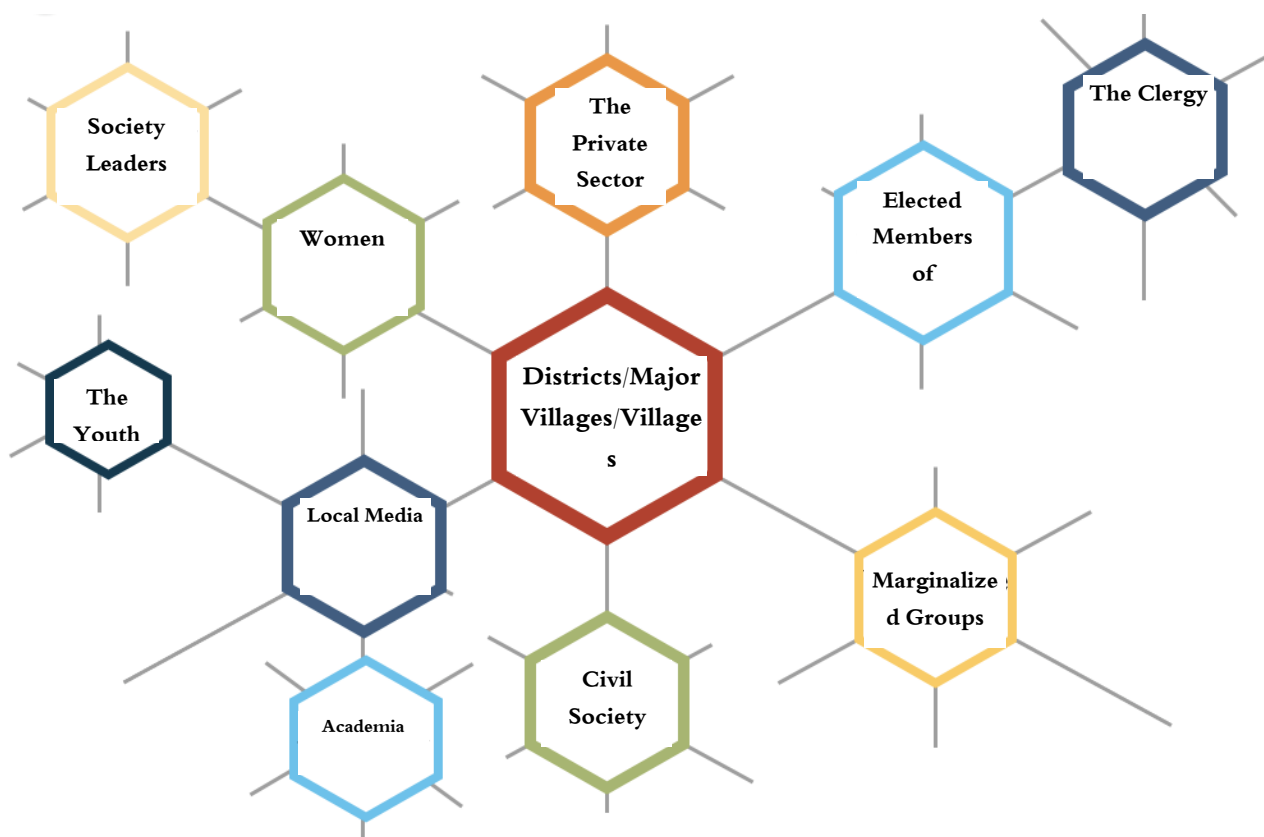 Society
Leaders
The
Private
Sector
The Clergy
Women
Elected
Members
of
Districts/Major
Villages/Village
s
The
Youth
Local Media
Marginalize
d Groups
Academia
Civil
Society